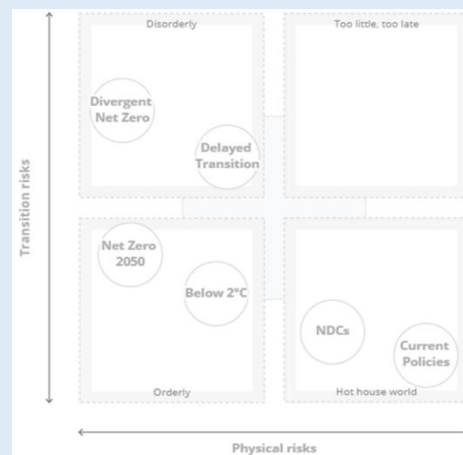 Disorderly
Too little, too late
Divergent
Net Zero
Delayed
Transition
Transition risks
Net Zero
2050
Below 2°C
NDCs
Current
Policies
Orderly
Hot house world
Physical risks